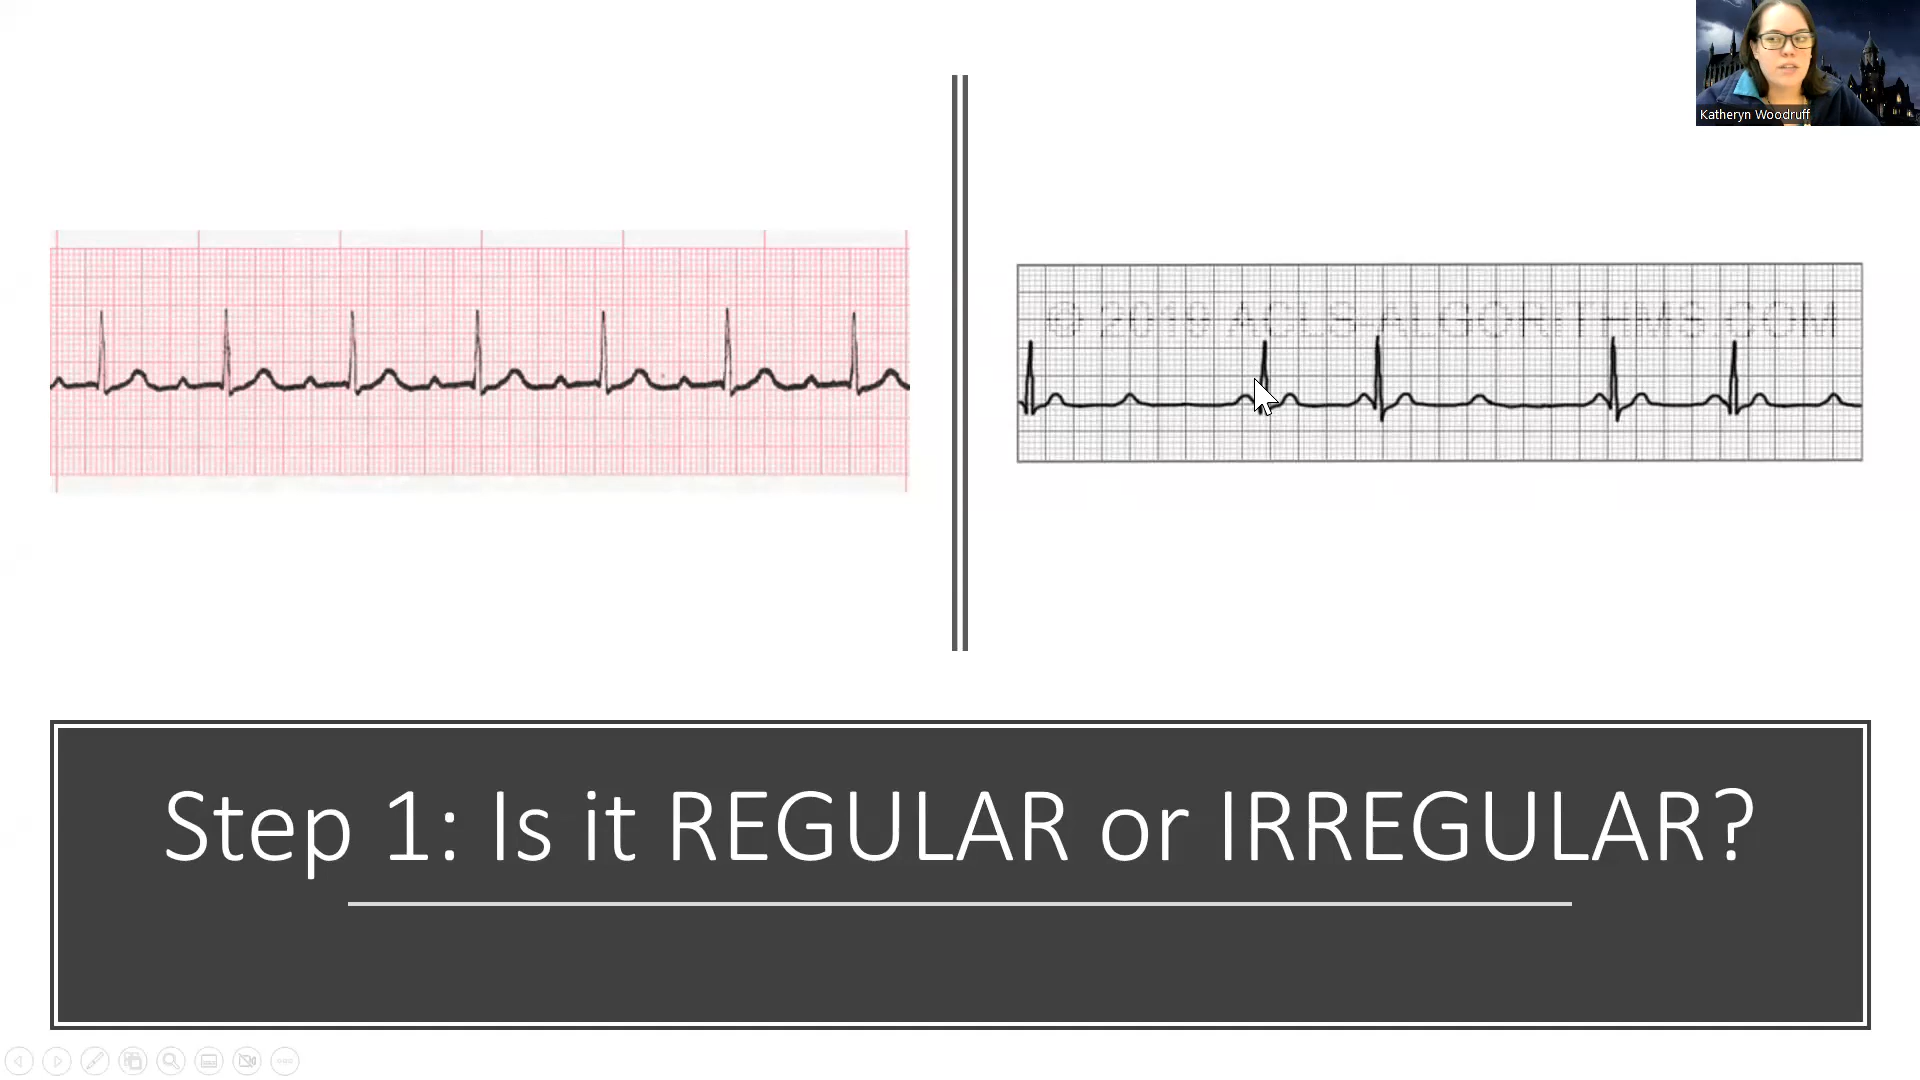 Katheryn Woodruff
© 2019 ACLS-ALGORITHMS.COM
Step 1: Is it REGULAR or IRREGULAR?